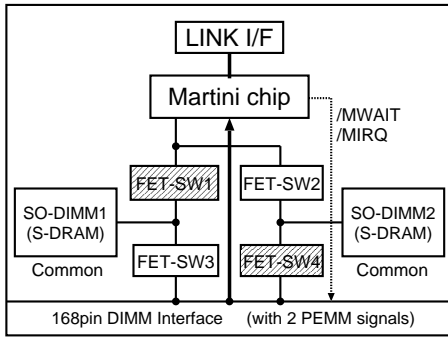 LINK I/F
Martini chip
/MWAIT
/MIRQ
FET-SW1
FET-SW2
SO-DIMM1
(S-DRAM)
SO-DIMM2
(S-DRAM)
FET-SW3
FET-SW4
Common
Common
168pin DIMM Interface (with 2 PEMM signals)